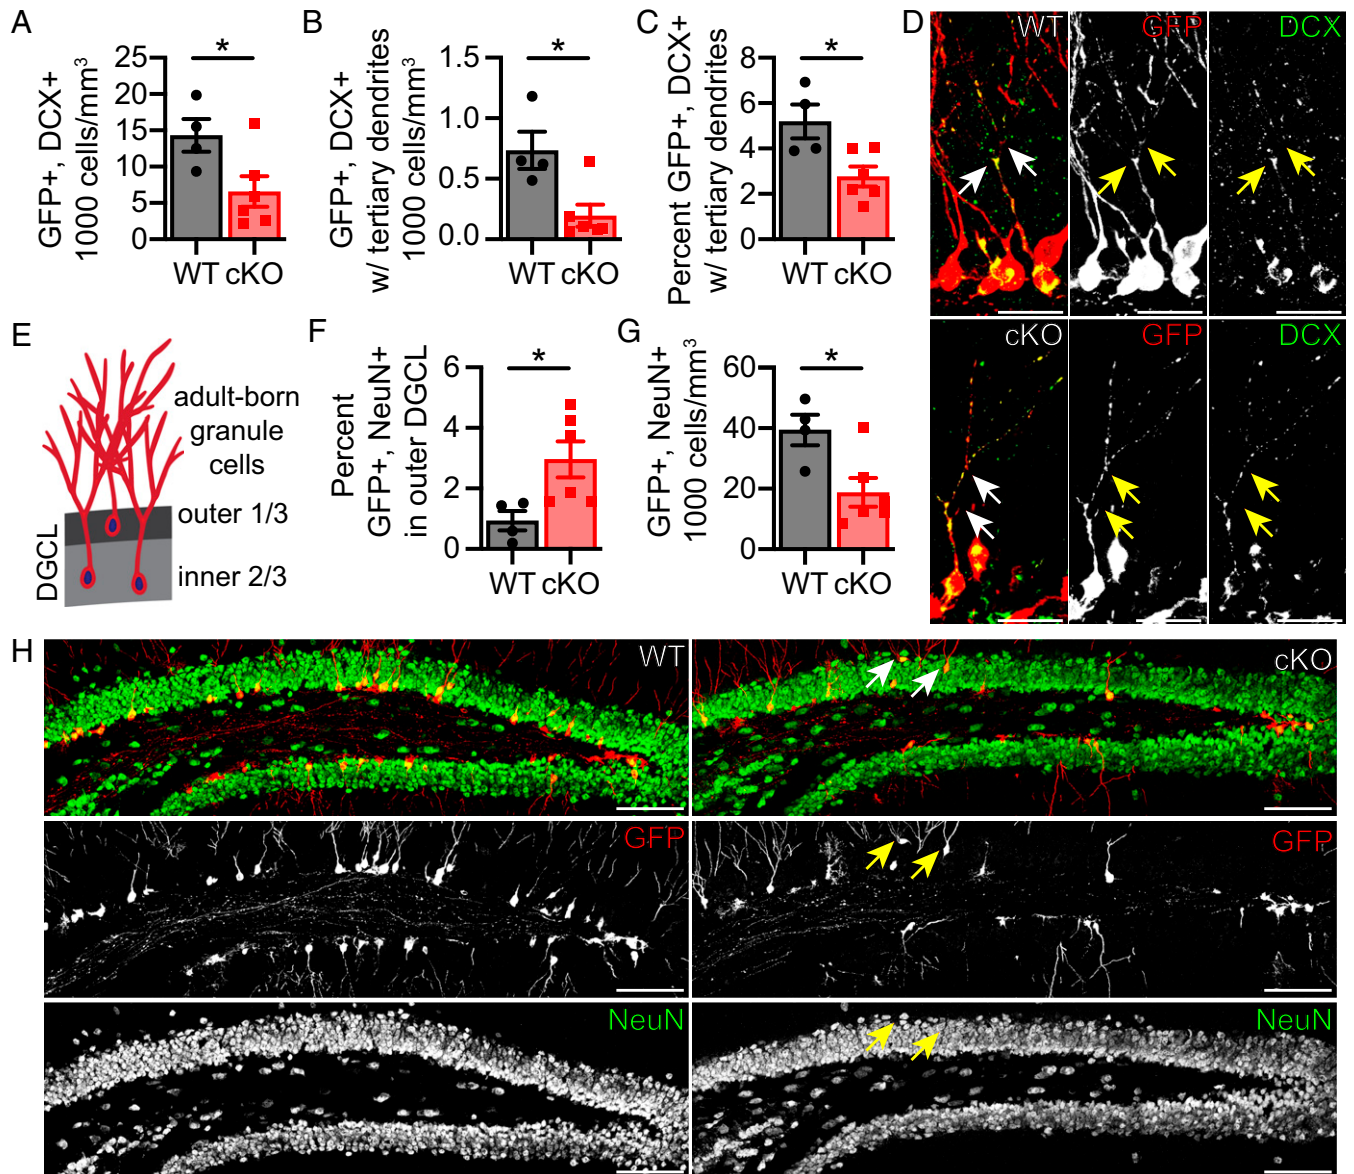 A
GFP+, DCX+
1000 cells/mm³
25
20
15
10
5
0
*
WT cKO
B
GFP+, DCX+
w/ tertiary dendrites
1000 cells/mm³
1.5
1.0
0.5
0.0
*
WT cKO
C
Percent GFP+, DCX+
w/ tertiary dendrites
8
6
4
2
0
*
WT cKO
D
WT
GFP
DCX
cKO
GFP
DCX
E
adult-born
granule
cells
outer 1/3
inner 2/3
DGCL
F
Percent
GFP+, NeuN+
in outer DGCL
6
4
2
0
*
WT cKO
G
GFP+, NeuN+
1000 cells/mm³
60
40
20
0
*
WT cKO
H
WT
cKO
GFP
GFP
NeuN
NeuN